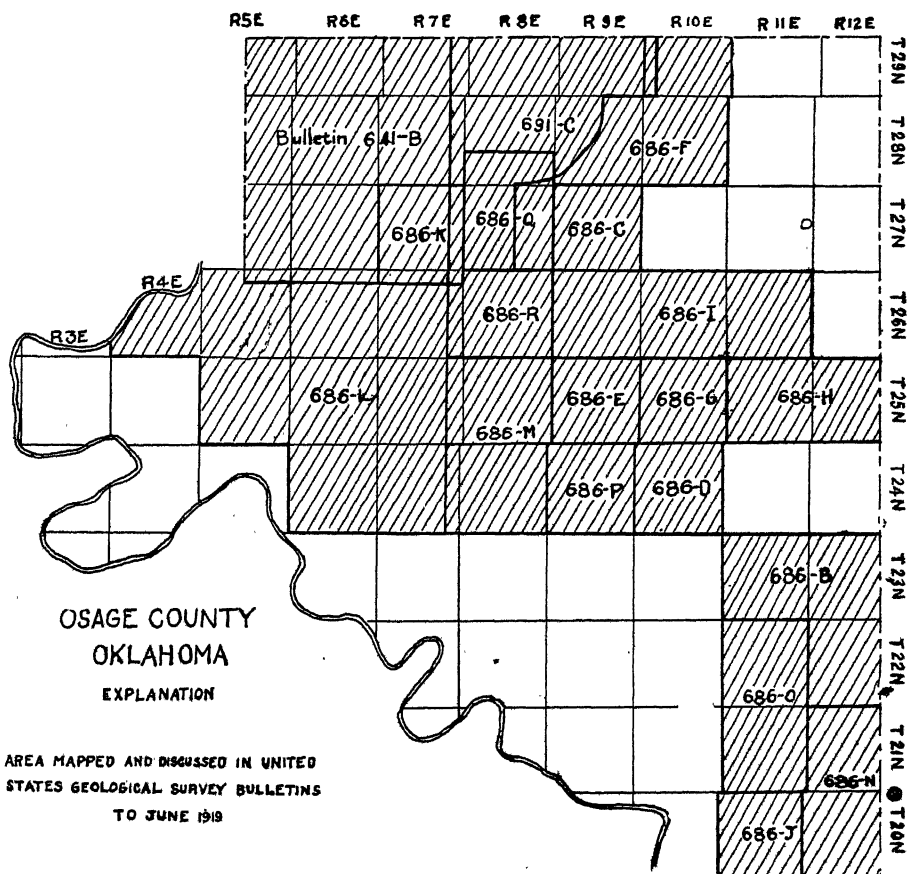 R5E R6E R7E R8E R9E R10E R11E R12E
T29N
Bulletin 641-B
691-C
686-F
T28N
686-K
686-Q
686-C
T27N
R4E
R3E
686-R
686-I
T26N
686-L
686-M
686-E
686-G
686-H
T25N
686-P
686-D
T24N
686-B
T23N
OSAGE COUNTY
OKLAHOMA
EXPLANATION
686-O
T22N
AREA MAPPED AND DISCUSSED IN UNITED
STATES GEOLOGICAL SURVEY BULLETINS
TO JUNE 1919
686-N
T21N
686-J
T20N